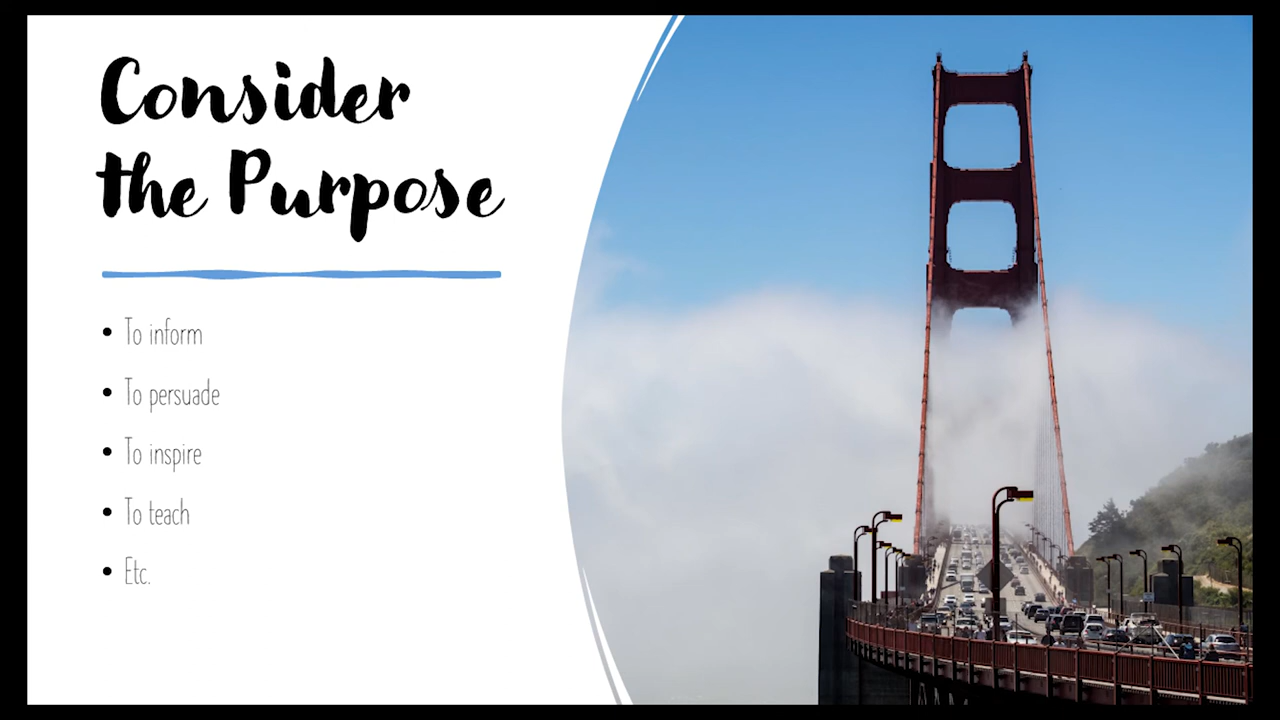 Consider
the Purpose
• To inform
• To persuade
• To inspire
• To teach
• Etc.